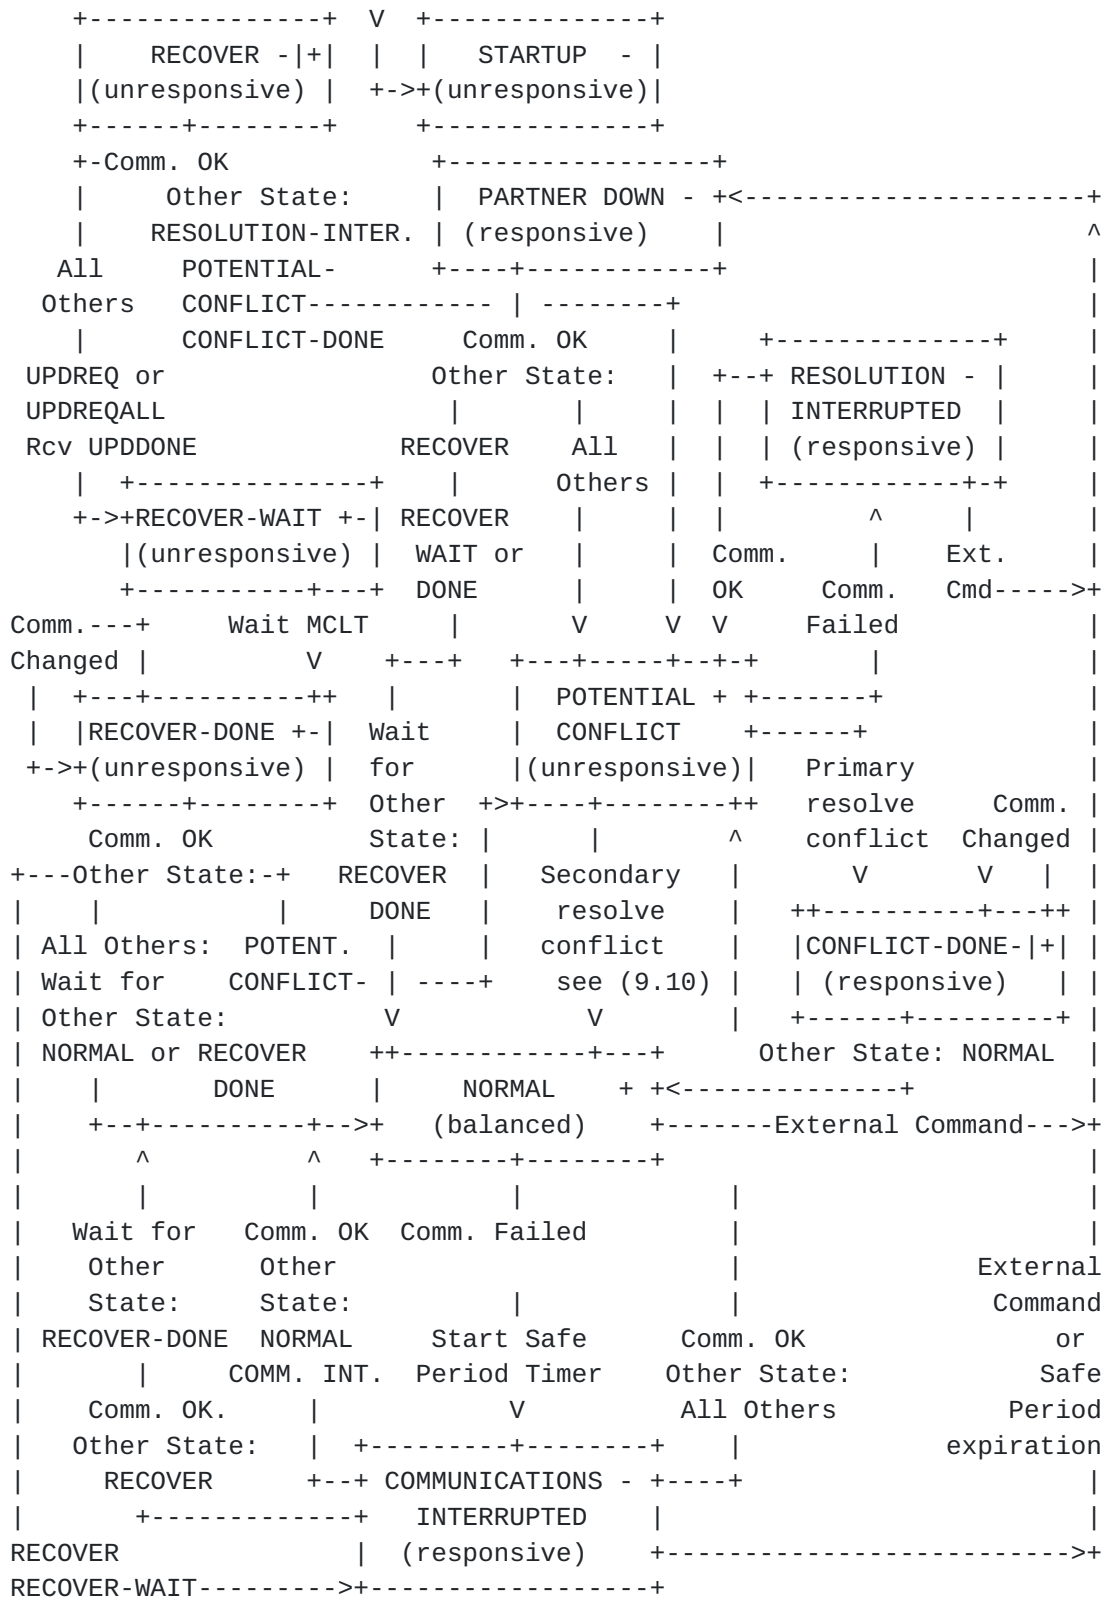 +---------------+  V  +--------------+
    |    RECOVER -|+|  |  |   STARTUP  - |
    |(unresponsive) |  +->+(unresponsive)|
    +------+--------+     +--------------+
    +-Comm. OK             +-----------------+
    |     Other State:     |  PARTNER DOWN - +<----------------------+
    |    RESOLUTION-INTER. | (responsive)    |                       ^
   All     POTENTIAL-      +----+------------+                       |
  Others   CONFLICT------------ | --------+                          |
    |      CONFLICT-DONE     Comm. OK     |     +--------------+     |
 UPDREQ or                 Other State:   |  +--+ RESOLUTION - |     |
 UPDREQALL                  |       |     |  |  | INTERRUPTED  |     |
 Rcv UPDDONE             RECOVER    All   |  |  | (responsive) |     |
    |  +---------------+    |      Others |  |  +------------+-+     |
    +->+RECOVER-WAIT +-| RECOVER    |     |  |         ^     |       |
       |(unresponsive) |  WAIT or   |     |  Comm.     |    Ext.     |
       +-----------+---+  DONE      |     |  OK     Comm.   Cmd----->+
Comm.---+     Wait MCLT     |       V     V  V     Failed            |
Changed |          V    +---+   +---+-----+--+-+       |             |
 |  +---+----------++   |       |  POTENTIAL + +-------+             |
 |  |RECOVER-DONE +-|  Wait     |  CONFLICT    +------+              |
 +->+(unresponsive) |  for      |(unresponsive)|   Primary           |
    +------+--------+  Other  +>+----+--------++   resolve     Comm. |
     Comm. OK          State: |      |        ^    conflict  Changed |
+---Other State:-+   RECOVER  |   Secondary   |       V       V   |  |
|    |           |     DONE   |    resolve    |   ++----------+---++ |
| All Others:  POTENT.  |     |   conflict    |   |CONFLICT-DONE-|+| |
| Wait for    CONFLICT- | ----+    see (9.10) |   | (responsive)   | |
| Other State:          V            V        |   +------+---------+ |
| NORMAL or RECOVER    ++------------+---+      Other State: NORMAL  |
|    |       DONE      |     NORMAL    + +<--------------+           |
|    +--+----------+-->+   (balanced)    +-------External Command--->+
|       ^          ^   +--------+--------+                           |
|       |          |            |             |                      |
|   Wait for   Comm. OK  Comm. Failed         |                      |
|    Other      Other                         |               External
|    State:     State:          |             |                Command
| RECOVER-DONE  NORMAL     Start Safe      Comm. OK                or
|       |     COMM. INT.  Period Timer    Other State:            Safe
|    Comm. OK.     |            V          All Others           Period
|   Other State:   |  +---------+--------+    |             expiration
|     RECOVER      +--+ COMMUNICATIONS - +----+                      |
|       +-------------+   INTERRUPTED    |                           |
RECOVER               |  (responsive)    +-------------------------->+
RECOVER-WAIT--------->+------------------+